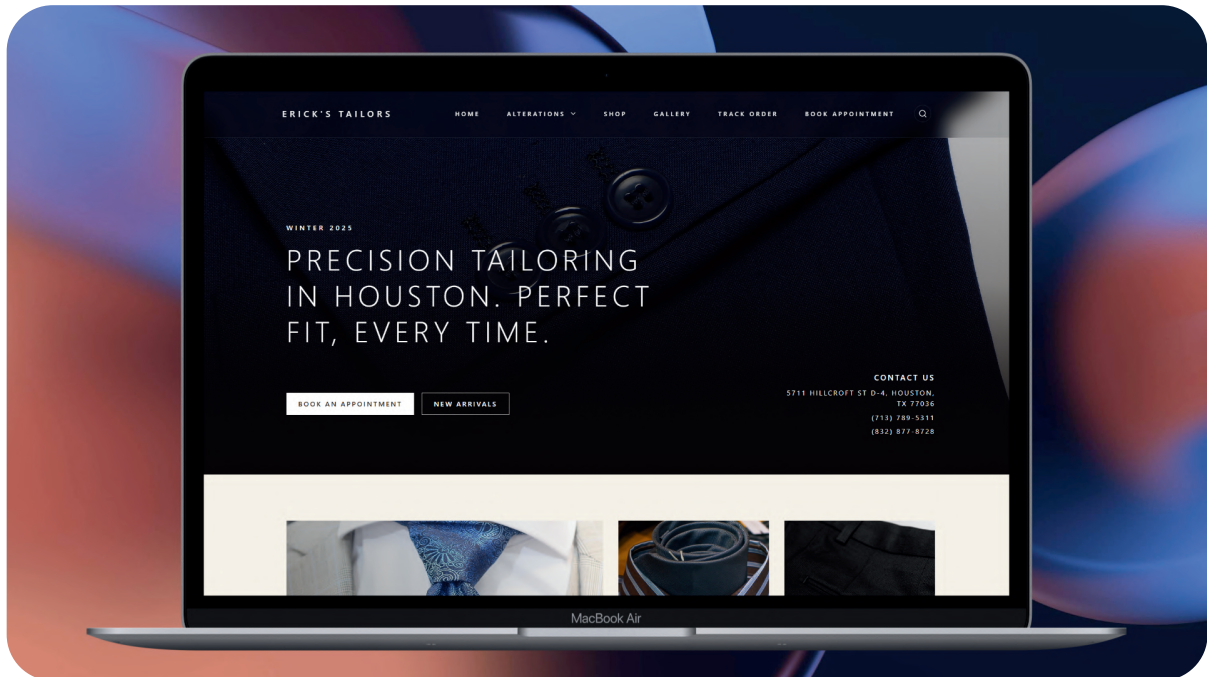 ERICK'S TAILORS
HOME
ALTERATIONS
SHOP
GALLERY
TRACK ORDER
BOOK APPOINTMENT
WINTER 2025
PRECISION TAILORING
IN HOUSTON. PERFECT
FIT, EVERY TIME.
BOOK AN APPOINTMENT
NEW ARRIVALS
CONTACT US
5711 HILLCROFT ST D-4, HOUSTON,
TX 77036
(713) 789-5311
(832) 877-8728
MacBook Air